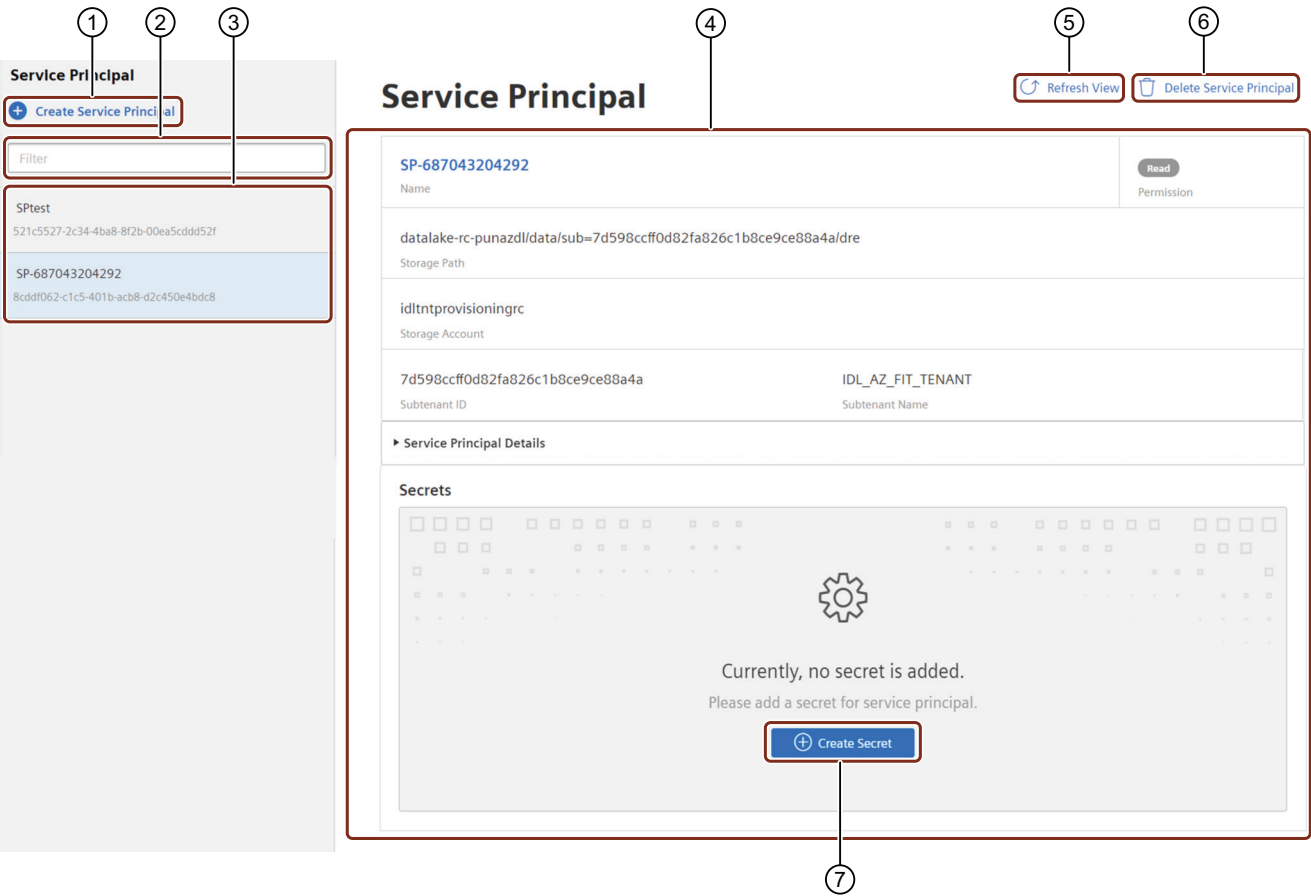 1 2 3 4 5 6
Service Principal
Create Service Principal
Filter
SPtest
521c5527-2c34-4ba8-8f2b-00ea5cddd52f
SP-687043204292
8cddf062-c1c5-401b-acb8-d2c450e4bdc8
Service Principal
Refresh View
Delete Service Principal
SP-687043204292
Name
Read
Permission
datalake-rc-punazdl/data/sub=7d598ccff0d82fa826c1b8ce9ce88a4a/dre
Storage Path
idltntprovisioningrc
Storage Account
7d598ccff0d82fa826c1b8ce9ce88a4a
Subtenant ID
IDL_AZ_FIT_TENANT
Subtenant Name
Service Principal Details
Secrets
Currently, no secret is added.
Please add a secret for service principal.
Create Secret
7